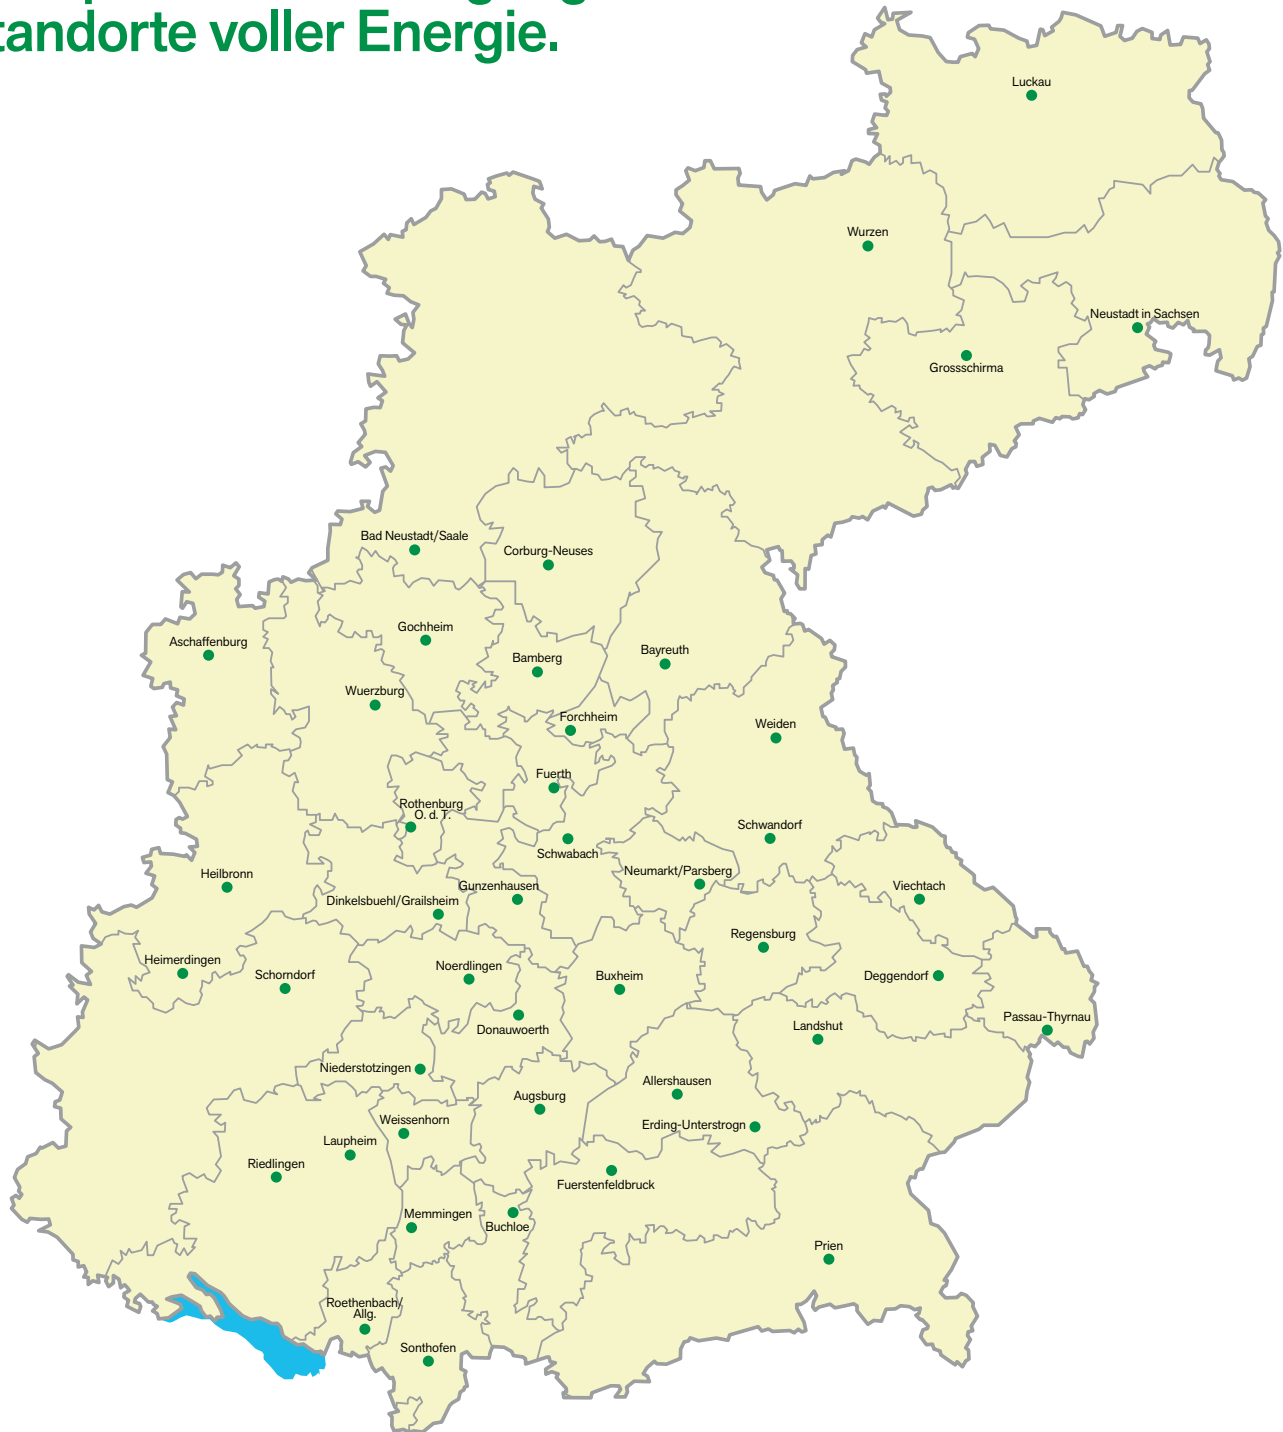 tandorte voller Energie.
Luckau
Wurzen
Neustadt in Sachsen
Grossschirma
Bad Neustadt/Saale
Corburg-Neuses
Gochheim
Aschaffenburg
Bamberg
Bayreuth
Wuerzburg
Forchheim
Weiden
Fuerth
Rothenburg
O. d. T.
Schwandorf
Schwabach
Neumarkt/Parsberg
Heilbronn
Gunzenhausen
Viechtach
Dinkelsbuehl/Grailsheim
Regensburg
Heimerdingen
Schorndorf
Noerdlingen
Buxheim
Deggendorf
Passau-Thyrnau
Donauwoerth
Landshut
Niederstotzingen
Allershausen
Augsburg
Weissenhorn
Erding-Unterstrogn
Laupheim
Riedlingen
Fuerstenfeldbruck
Memmingen
Buchloe
Prien
Roethenbach/
Allg.
Sonthofen